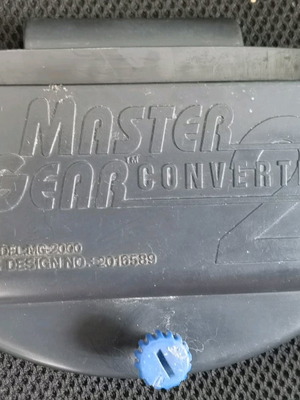 MASTER
GEAR™ CONVERT
2
DEL:MG-2000
DESIGN NO.:2016589